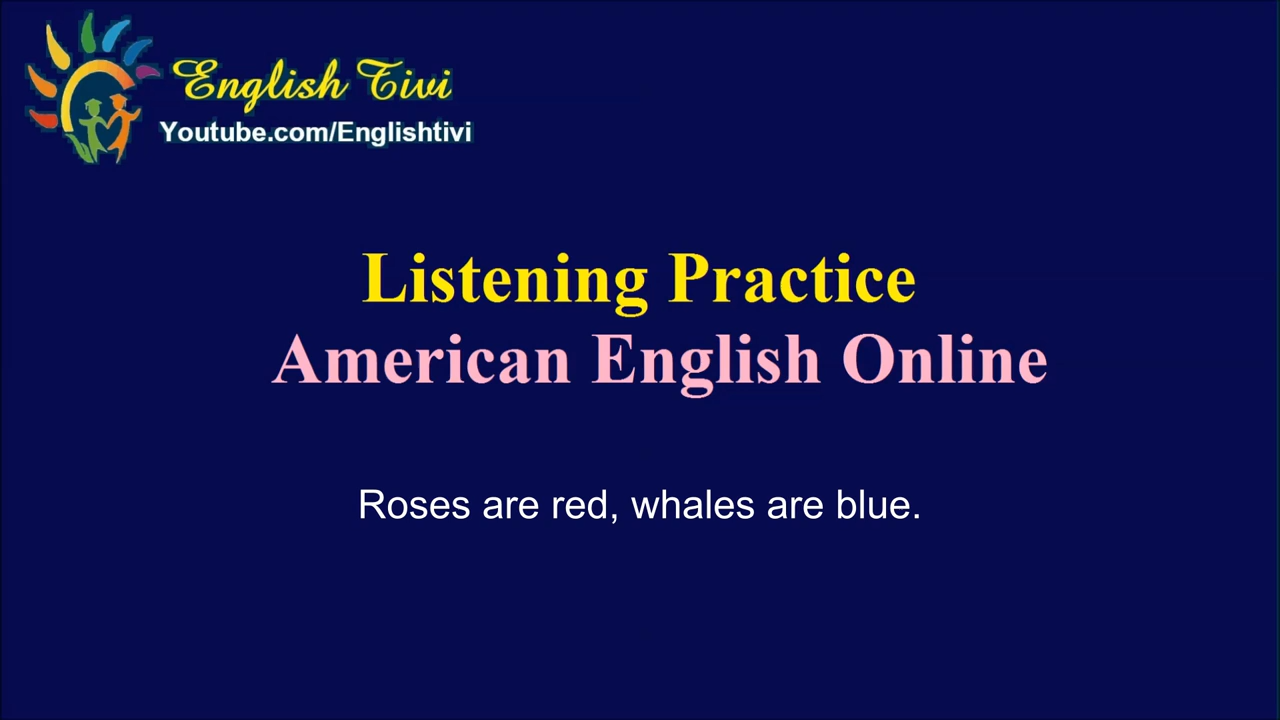 English Tivi
Youtube.com/Englishtivi
Listening Practice
American English Online
Roses are red, whales are blue.